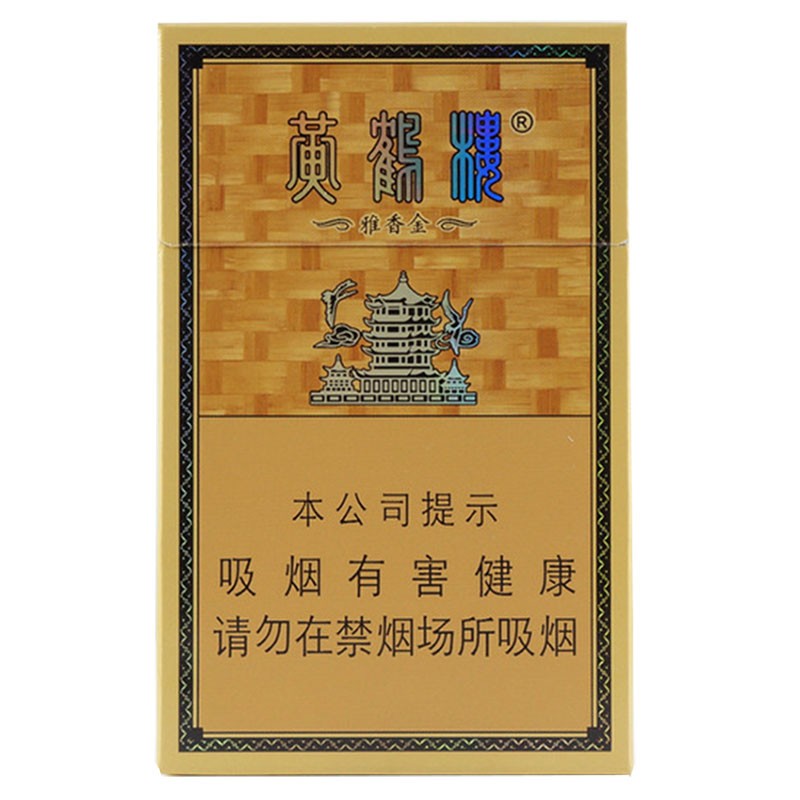 黄鹤楼®
雅香金
本公司提示
吸烟有害健康
请勿在禁烟场所吸烟